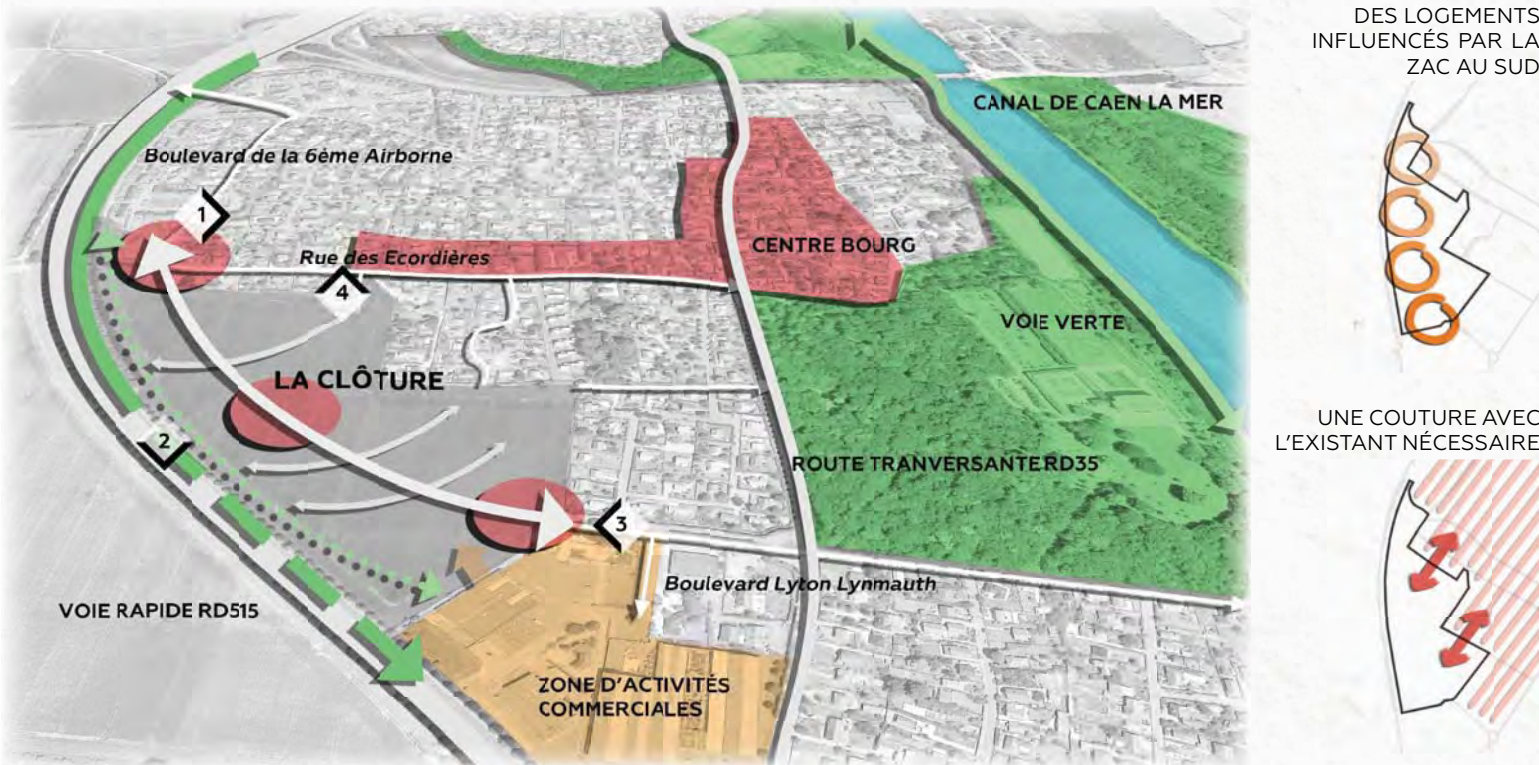 DES LOGEMENTS
INFLUENCÉS PAR LA
ZAC AU SUD
CANAL DE CAEN LA MER
Boulevard de la 6éme Airborne
1
CENTRE BOURG
Rue des Ecordières
4
VOIE VERTE
LA CLÔTURE
2
UNE COUTURE AVEC
L'EXISTANT NÉCESSAIRE
ROUTE TRANVERSANTE RD35
3
Boulevard Lyton Lynmauth
VOIE RAPIDE RD515
ZONE D'ACTIVITÉS
COMMERCIALES